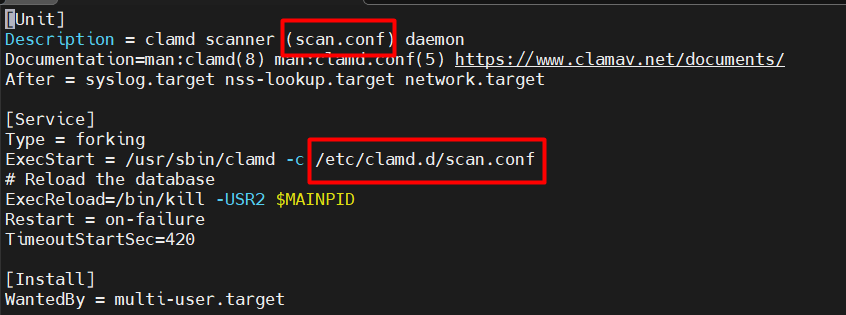 [Unit]
Description = clamd scanner (scan.conf) daemon
Documentation=man:clamd(8) man:clamd.conf(5) https://www.clamav.net/documents/
After = syslog.target nss-lookup.target network.target

[Service]
Type = forking
ExecStart = /usr/sbin/clamd -c /etc/clamd.d/scan.conf
# Reload the database
ExecReload=/bin/kill -USR2 $MAINPID
Restart = on-failure
TimeoutStartSec=420

[Install]
WantedBy = multi-user.target